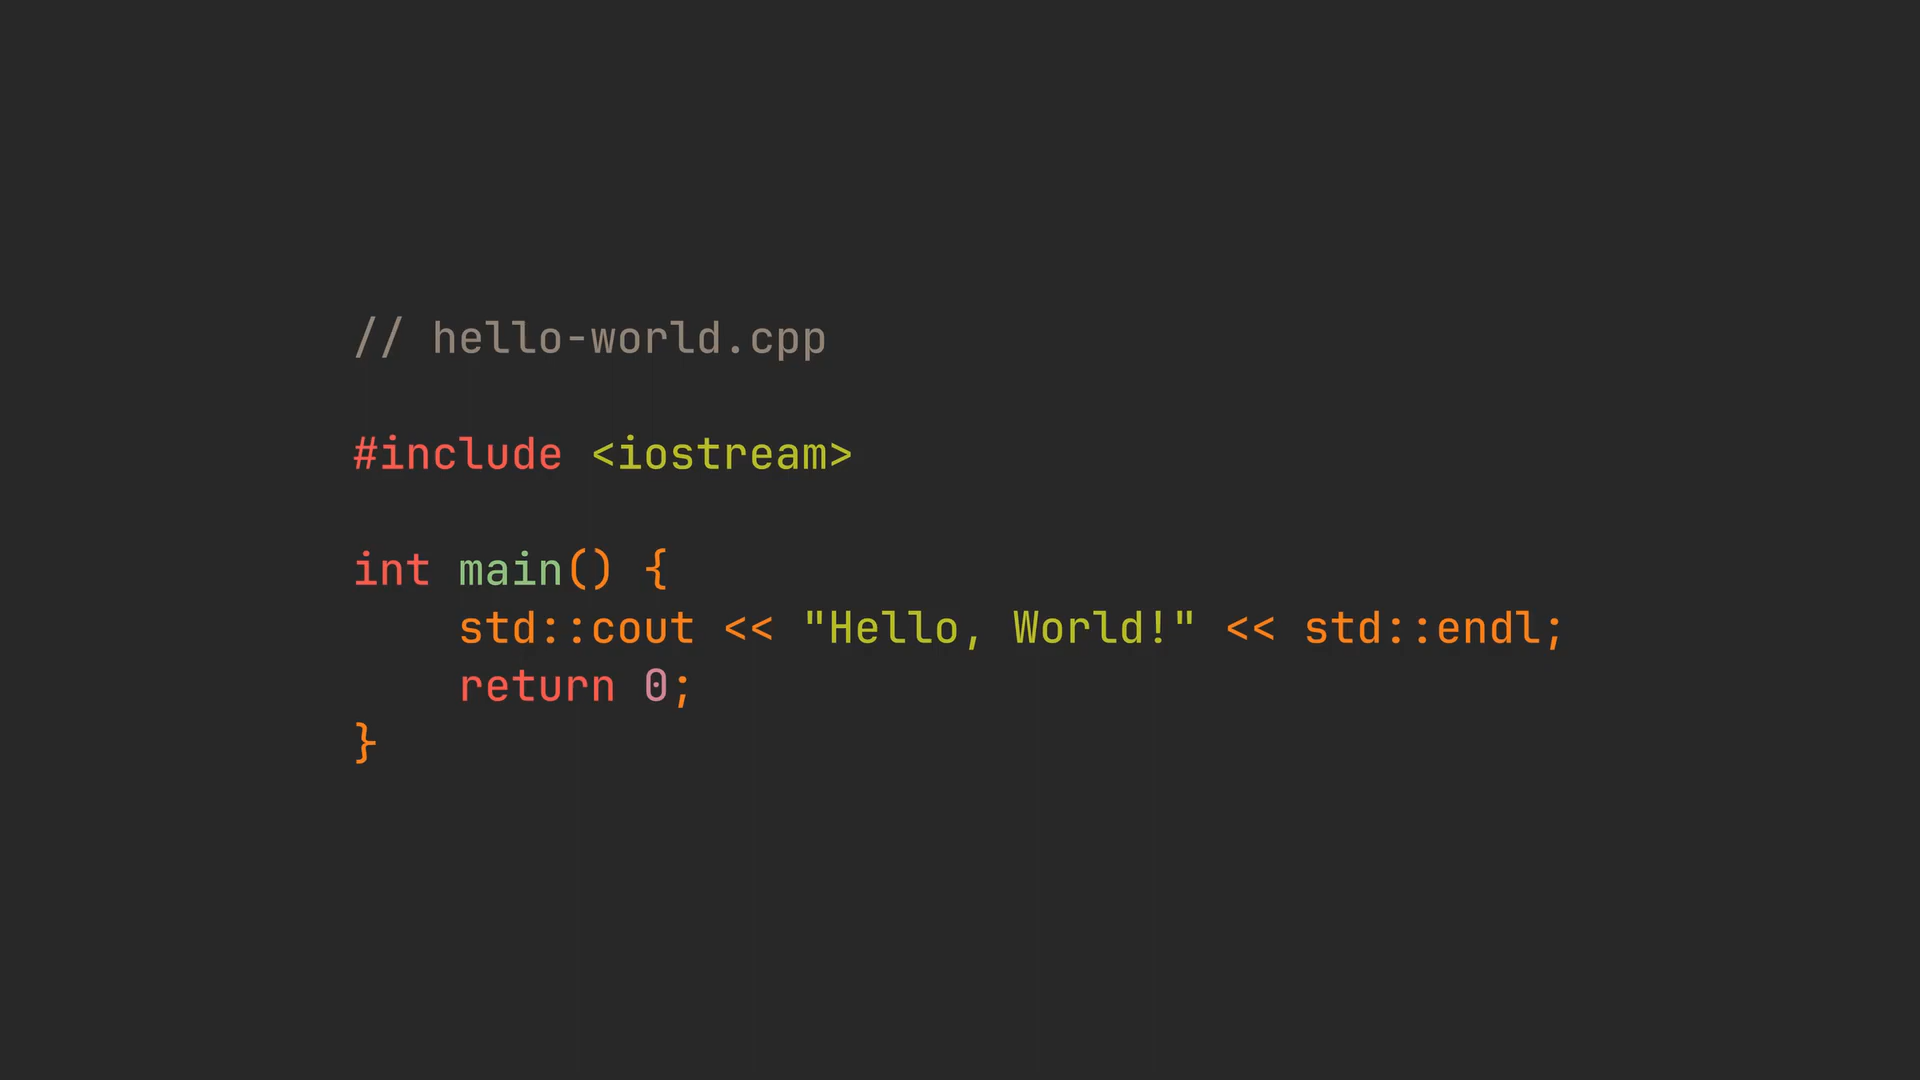 // hello-world.cpp
#include <iostream>
int main() {
    std::cout << "Hello, World!" << std::endl;
    return 0;
}